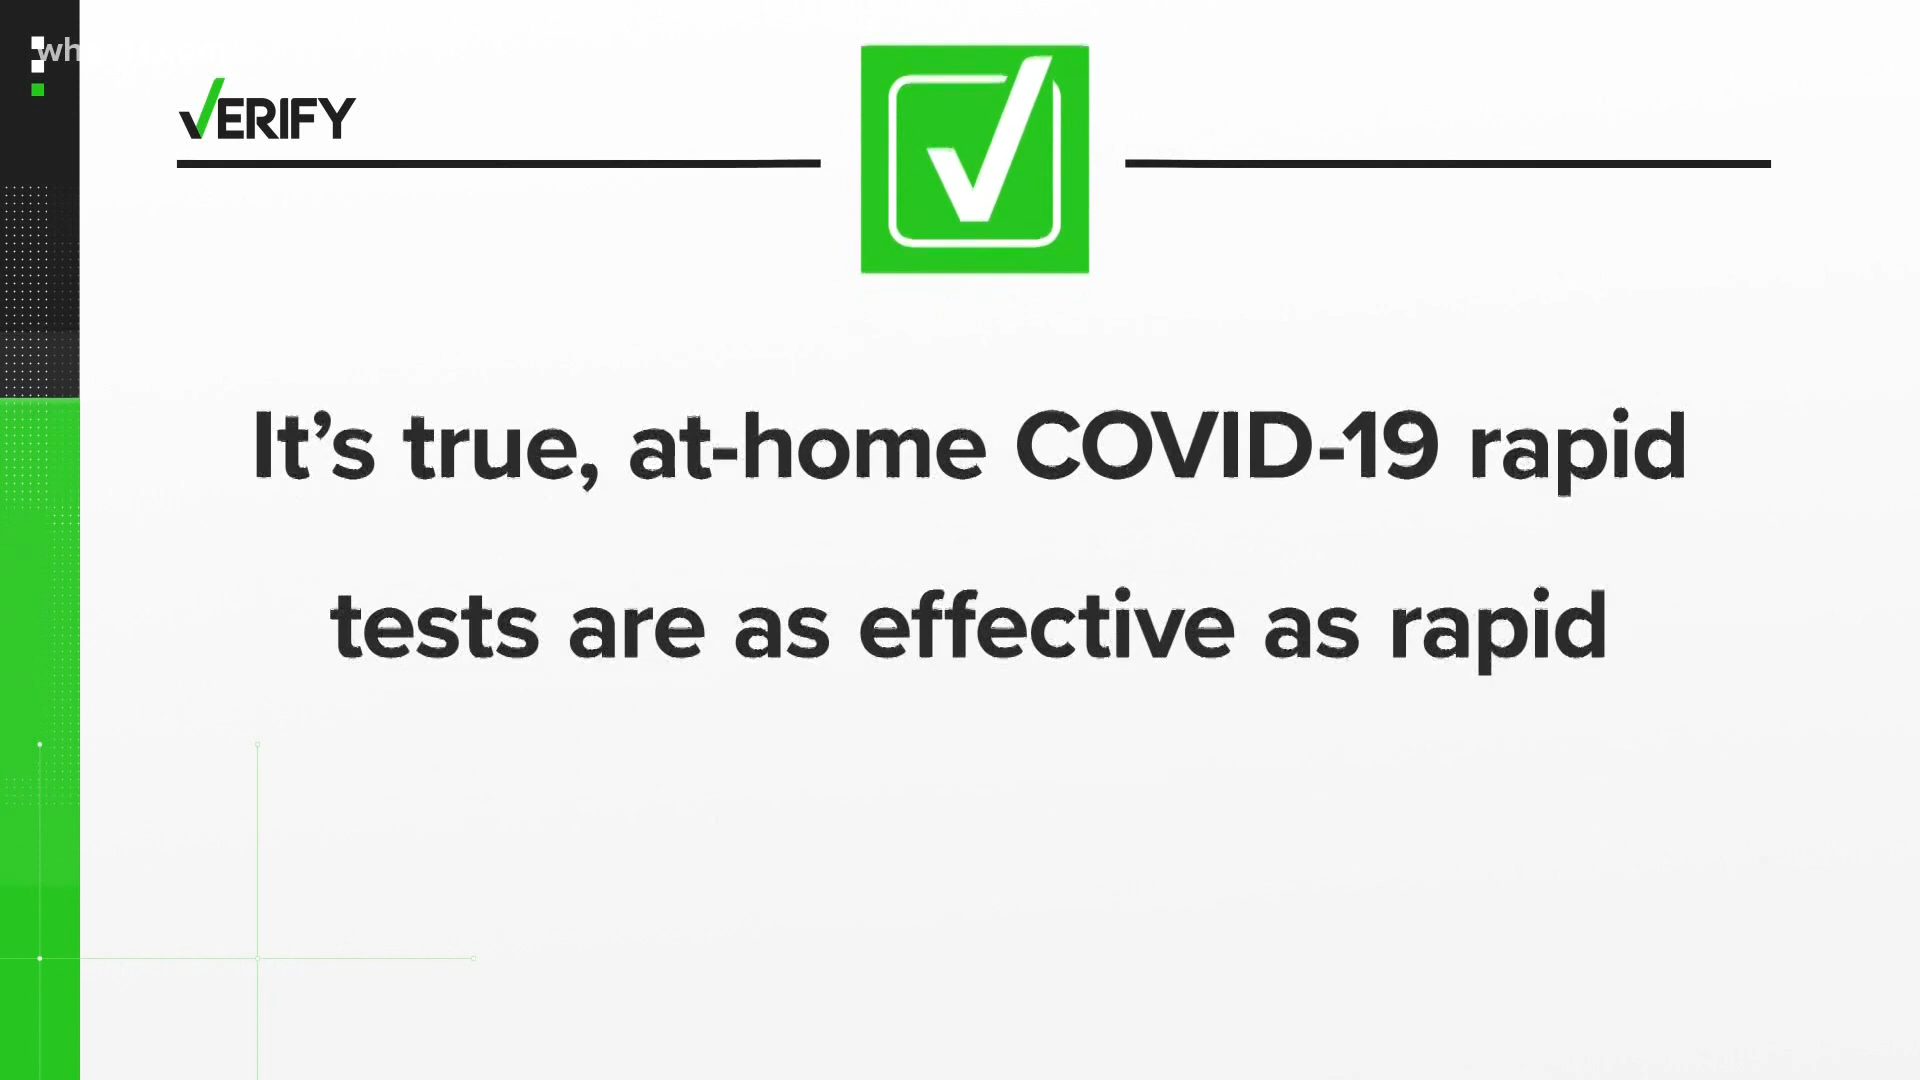 VERIFY
It's true, at-home COVID-19 rapid
tests are as effective as rapid